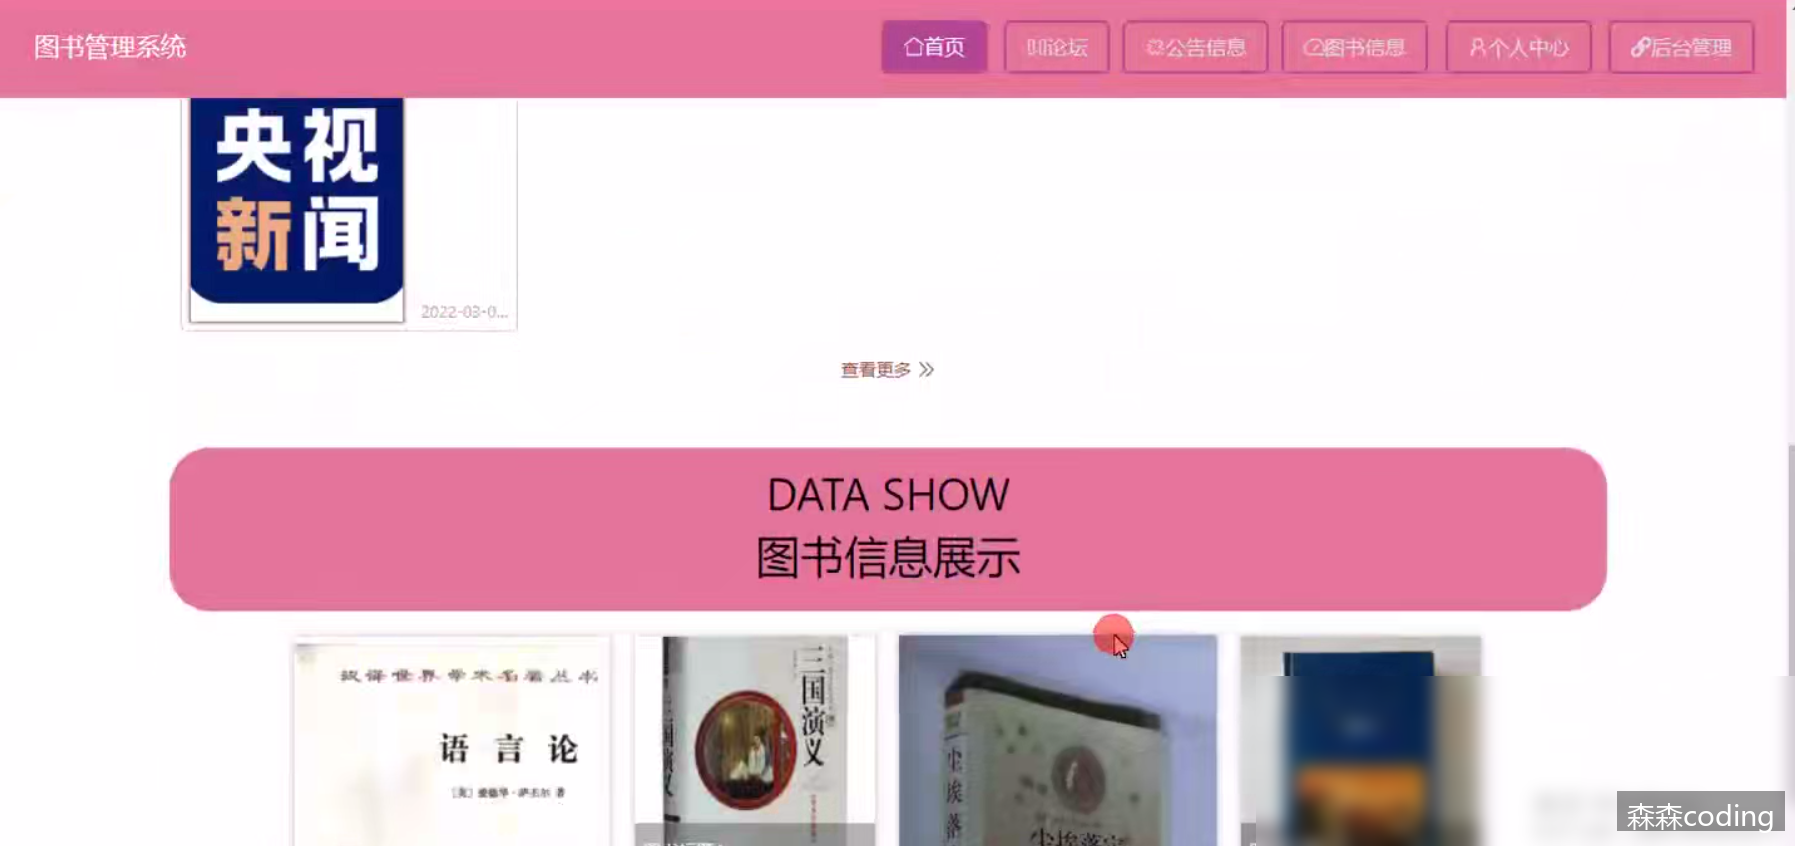 图书管理系统
首页
论坛
公告信息
图书信息
个人中心
后台管理
央视
新闻
2022-03-0...
查看更多
DATA SHOW
图书信息展示
汉译世界学术名著丛书
语言论
〔美〕爱德华·萨丕尔 著
三国演义
三国演义
尘埃落
尘埃落定
森森coding